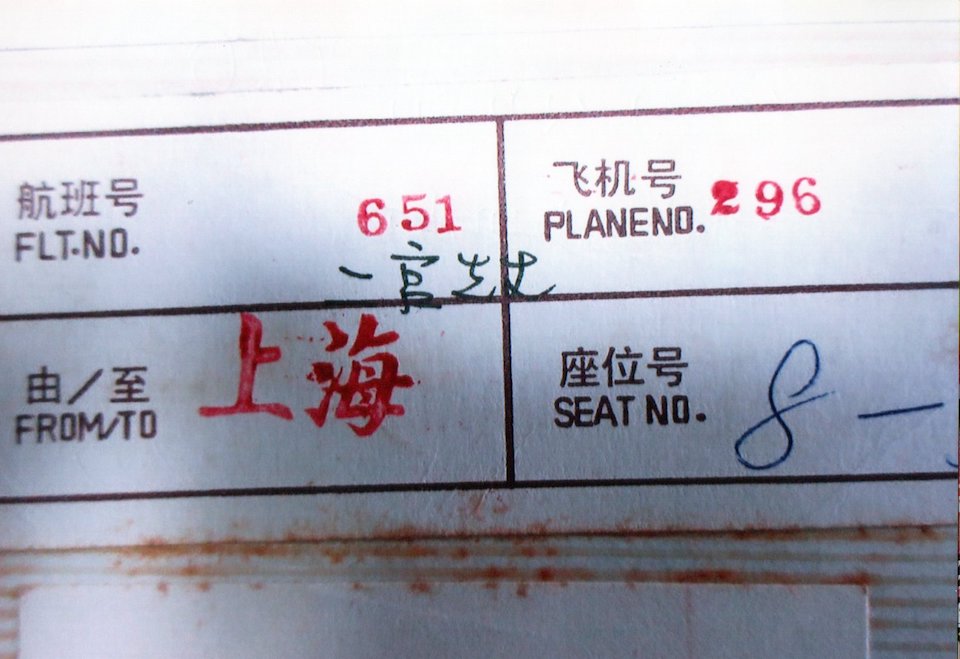 航班号 651
FLT.NO.
飞机号 296
PLANENO.
由/至 上海
FROM/TO
座位号 8 —
SEAT NO.